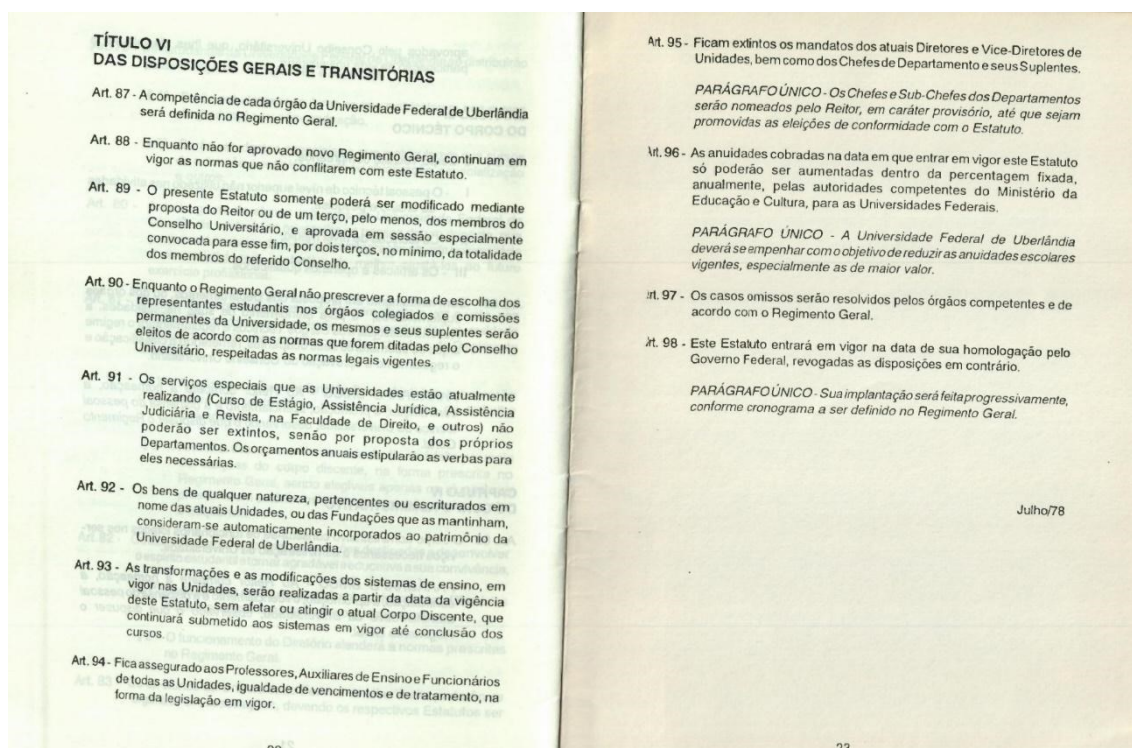 TÍTULO VI
DAS DISPOSIÇÕES GERAIS E TRANSITÓRIAS
Art. 87 - A competência de cada órgão da Universidade Federal de Uberlândia
será definida no Regimento Geral.
Art. 88 - Enquanto não for aprovado novo Regimento Geral, continuam em
vigor as normas que não conflitarem com este Estatuto.
Art. 89 - O presente Estatuto somente poderá ser modificado mediante
proposta do Reitor ou de um terço, pelo menos, dos membros do
Conselho Universitário, e aprovada em sessão especialmente
convocada para esse fim, por dois terços, no mínimo, da totalidade
dos membros do referido Conselho.
Art. 90 - Enquanto o Regimento Geral não prescrever a forma de escolha dos
representantes estudantis nos órgãos colegiados e comissões
permanentes da Universidade, os mesmos e seus suplentes serão
eleitos de acordo com as normas que forem ditadas pelo Conselho
Universitário, respeitadas as normas legais vigentes.
Art. 91 - Os serviços especiais que as Universidades estão atualmente
realizando (Curso de Estágio, Assistência Jurídica, Assistência
Judiciária e Revista, na Faculdade de Direito, e outros) não
poderão ser extintos, senão por proposta dos próprios
Departamentos. Os orçamentos anuais estipularão as verbas para
eles necessárias.
Art. 92 - Os bens de qualquer natureza, pertencentes ou escriturados em
nome das atuais Unidades, ou das Fundações que as mantinham,
consideram-se automaticamente incorporados ao patrimônio da
Universidade Federal de Uberlândia.
Art. 93 - As transformações e as modificações dos sistemas de ensino, em
vigor nas Unidades, serão realizadas a partir da data da vigência
deste Estatuto, sem afetar ou atingir o atual Corpo Discente, que
continuará submetido aos sistemas em vigor até conclusão dos
cursos.
Art. 94 - Fica assegurado aos Professores, Auxiliares de Ensino e Funcionários
de todas as Unidades, igualdade de vencimentos e de tratamento, na
forma da legislação em vigor.
Art. 95 - Ficam extintos os mandatos dos atuais Diretores e Vice-Diretores de
Unidades, bem como dos Chefes de Departamento e seus Suplentes.
PARÁGRAFO ÚNICO - Os Chefes e Sub-Chefes dos Departamentos
serão nomeados pelo Reitor, em caráter provisório, até que sejam
promovidas as eleições de conformidade com o Estatuto.
Art. 96 - As anuidades cobradas na data em que entrar em vigor este Estatuto
só poderão ser aumentadas dentro da percentagem fixada,
anualmente, pelas autoridades competentes do Ministério da
Educação e Cultura, para as Universidades Federais.
PARÁGRAFO ÚNICO - A Universidade Federal de Uberlândia
deverá se empenhar com o objetivo de reduzir as anuidades escolares
vigentes, especialmente as de maior valor.
Art. 97 - Os casos omissos serão resolvidos pelos órgãos competentes e de
acordo com o Regimento Geral.
Art. 98 - Este Estatuto entrará em vigor na data de sua homologação pelo
Governo Federal, revogadas as disposições em contrário.
PARÁGRAFO ÚNICO - Sua implantação será feita progressivamente,
conforme cronograma a ser definido no Regimento Geral.
Julho/78